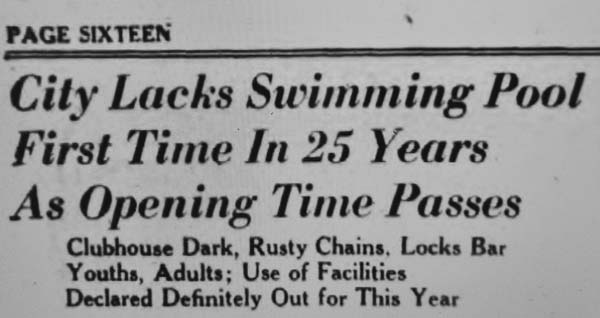 PAGE SIXTEEN
City Lacks Swimming Pool
First Time In 25 Years
As Opening Time Passes
Clubhouse Dark, Rusty Chains, Locks Bar
Youths, Adults; Use of Facilities
Declared Definitely Out for This Year